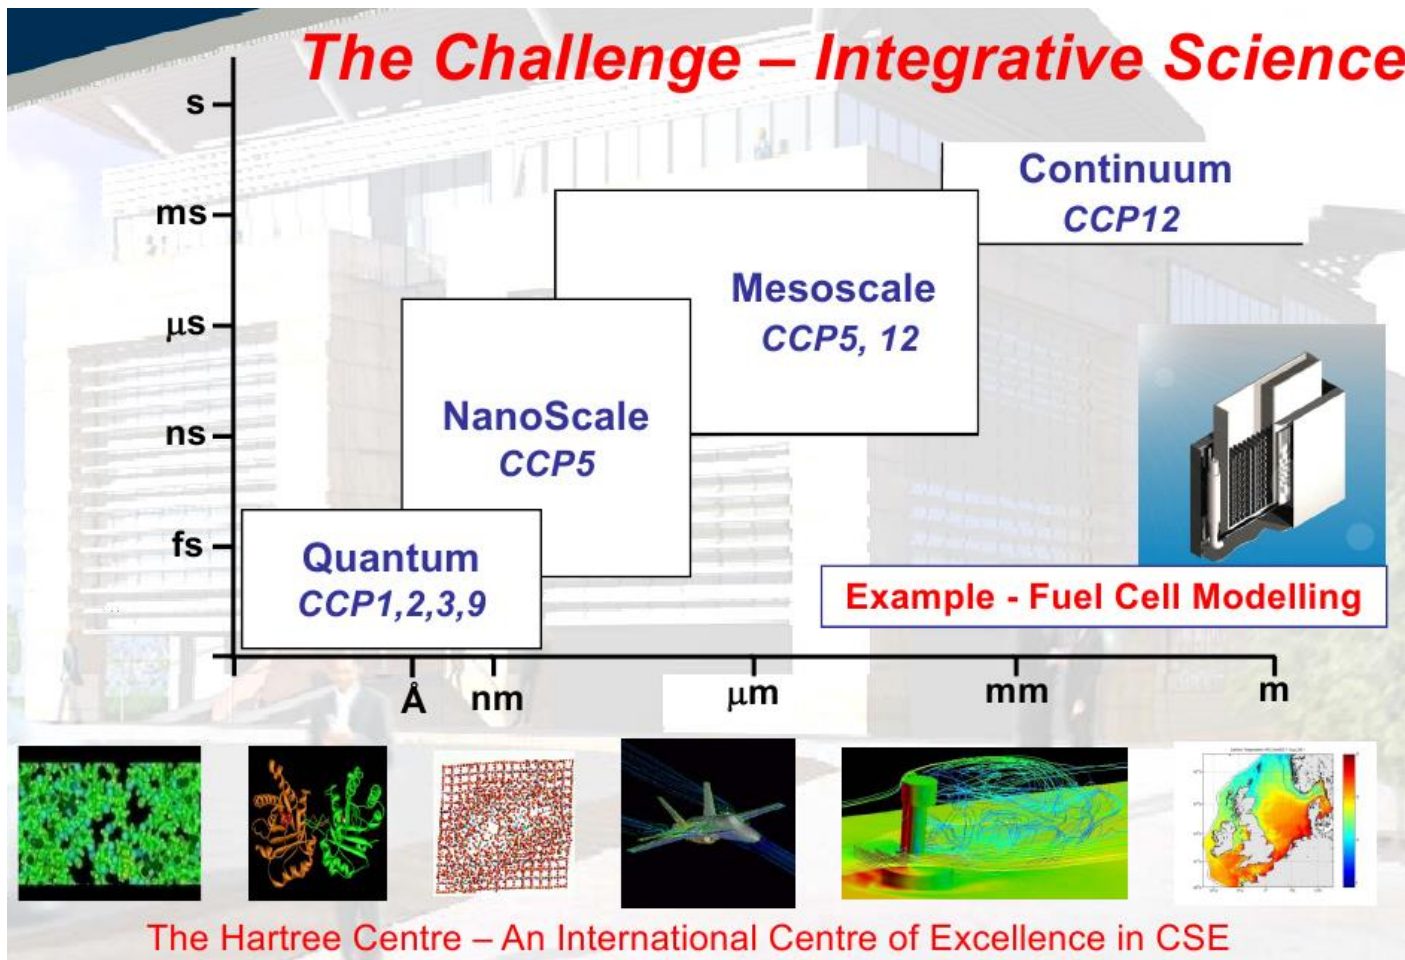 The Challenge – Integrative Science
s
ms
μs
ns
fs
Continuum
CCP12
Mesoscale
CCP5, 12
NanoScale
CCP5
Quantum
CCP1,2,3,9
Example - Fuel Cell Modelling
Å
nm
μm
mm
m
The Hartree Centre – An International Centre of Excellence in CSE